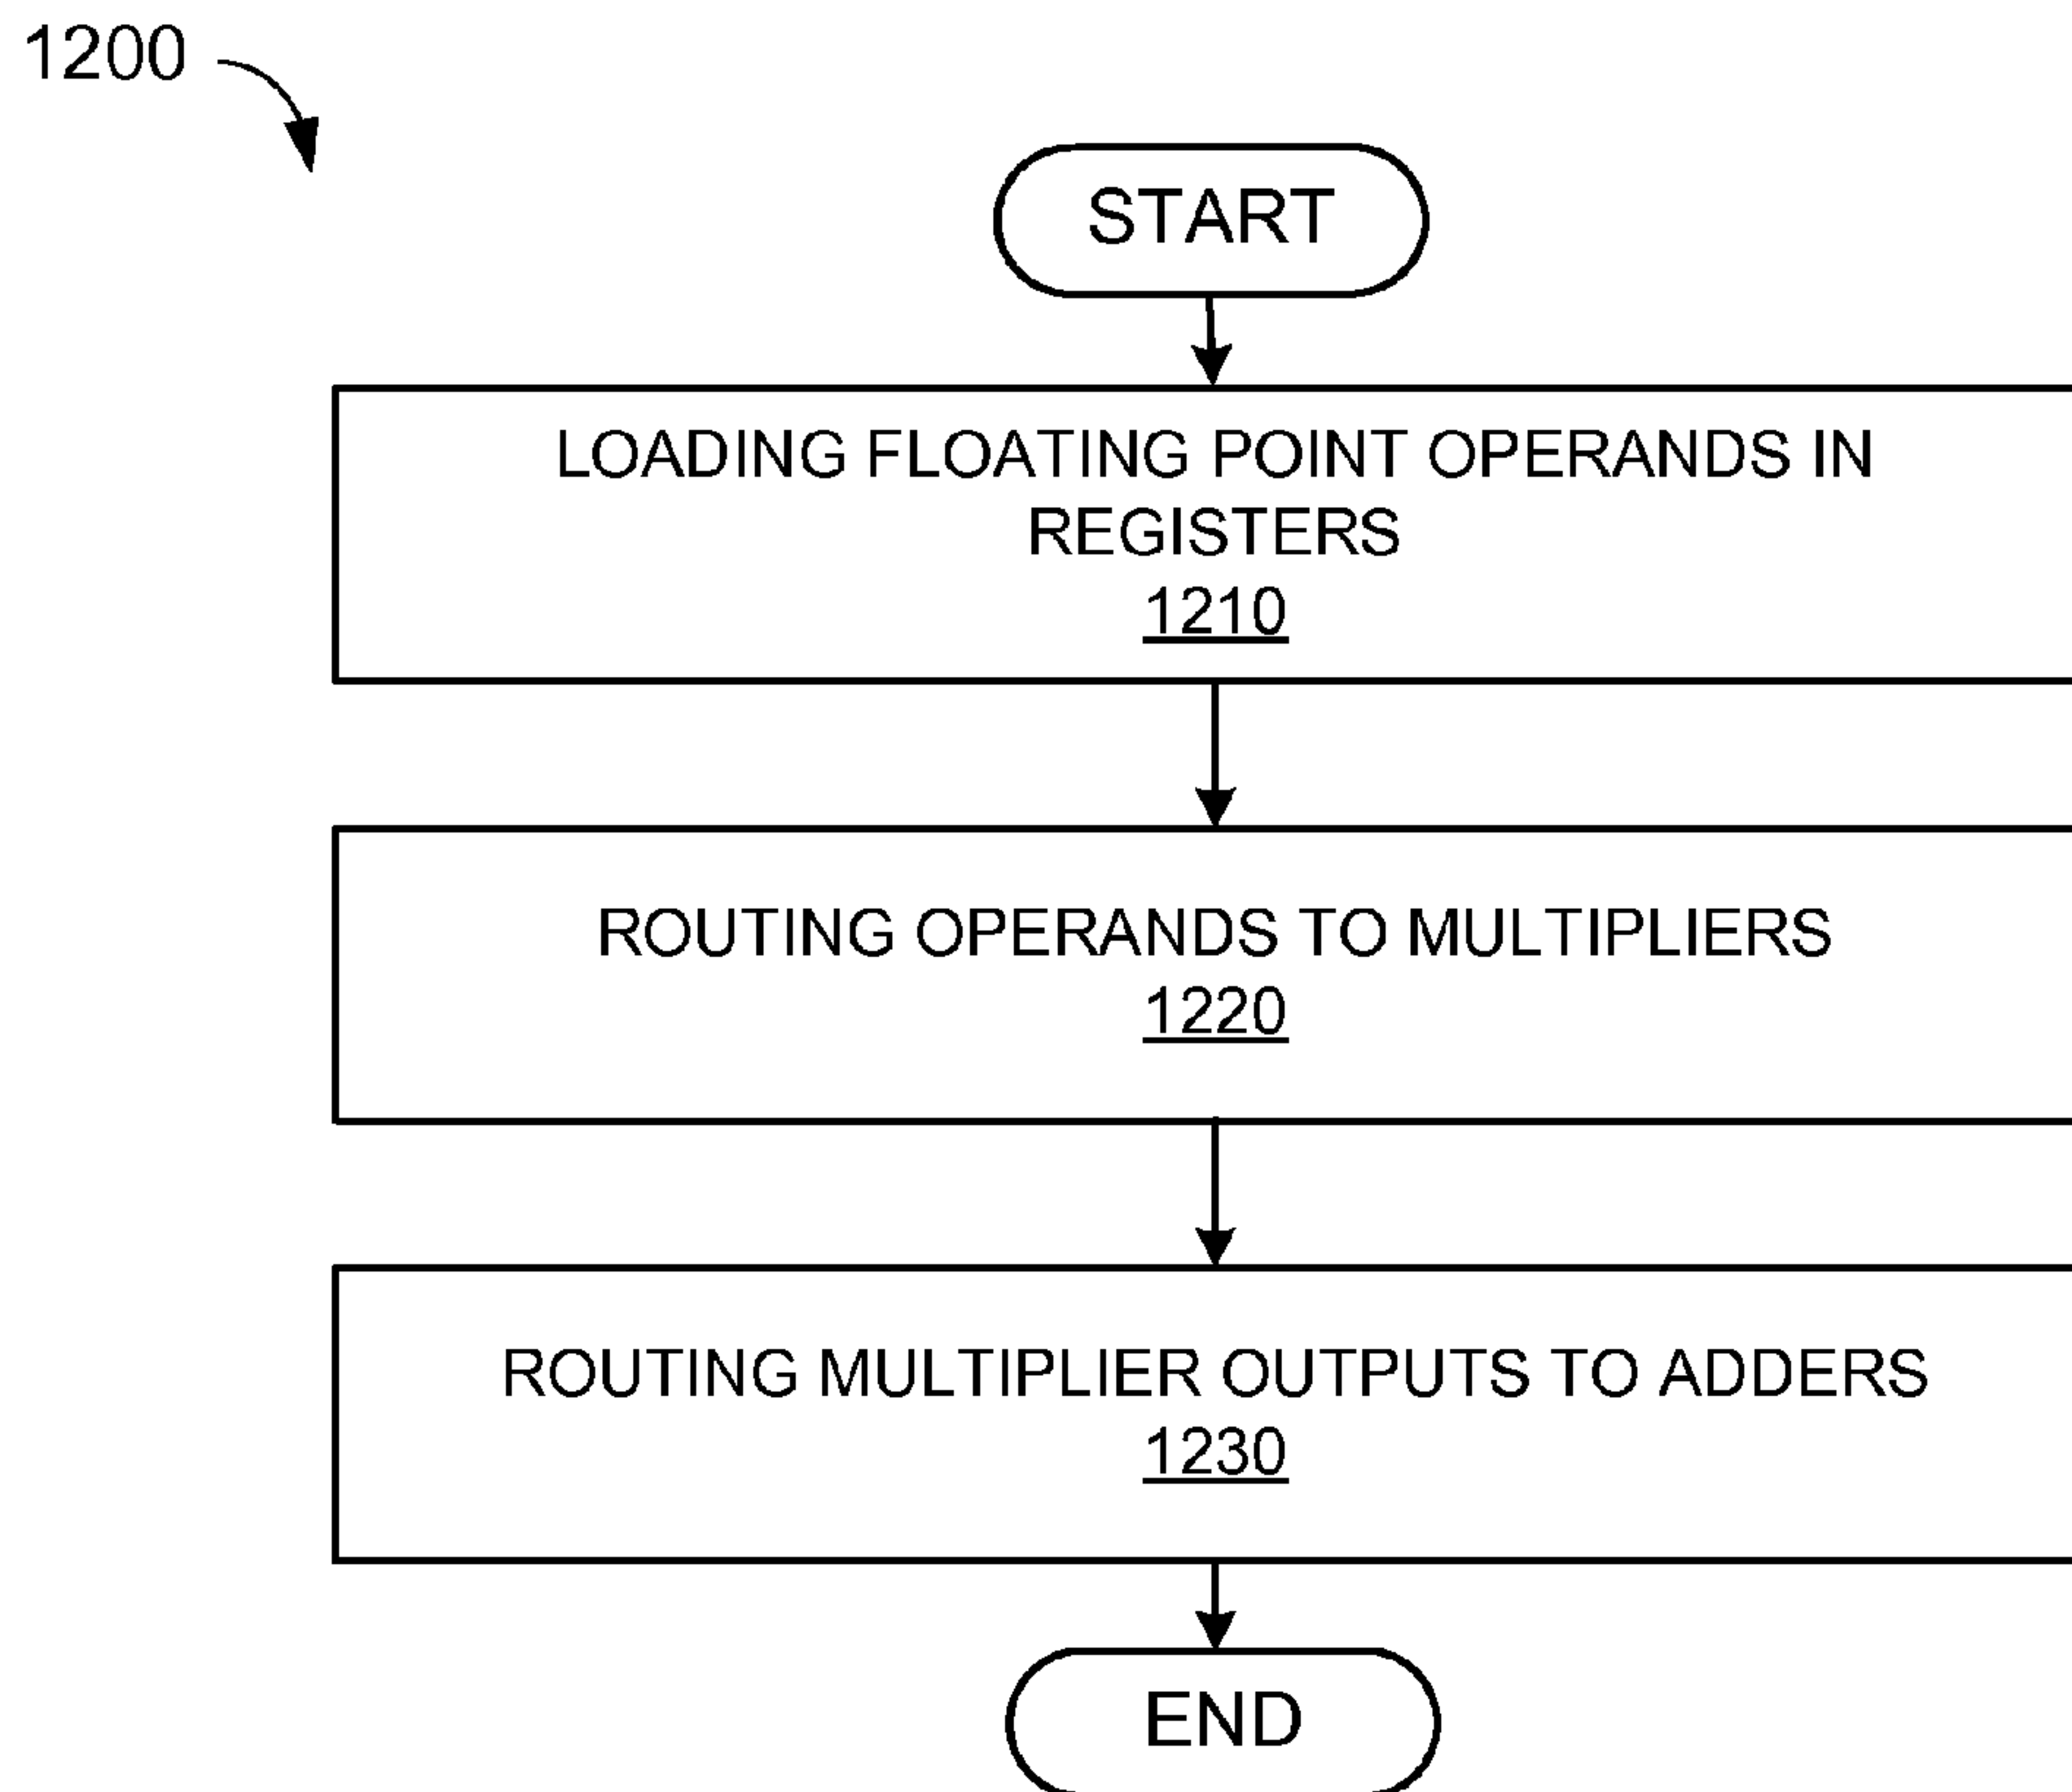 1200
START
LOADING FLOATING POINT OPERANDS IN
REGISTERS
1210
ROUTING OPERANDS TO MULTIPLIERS
1220
ROUTING MULTIPLIER OUTPUTS TO ADDERS
1230
END